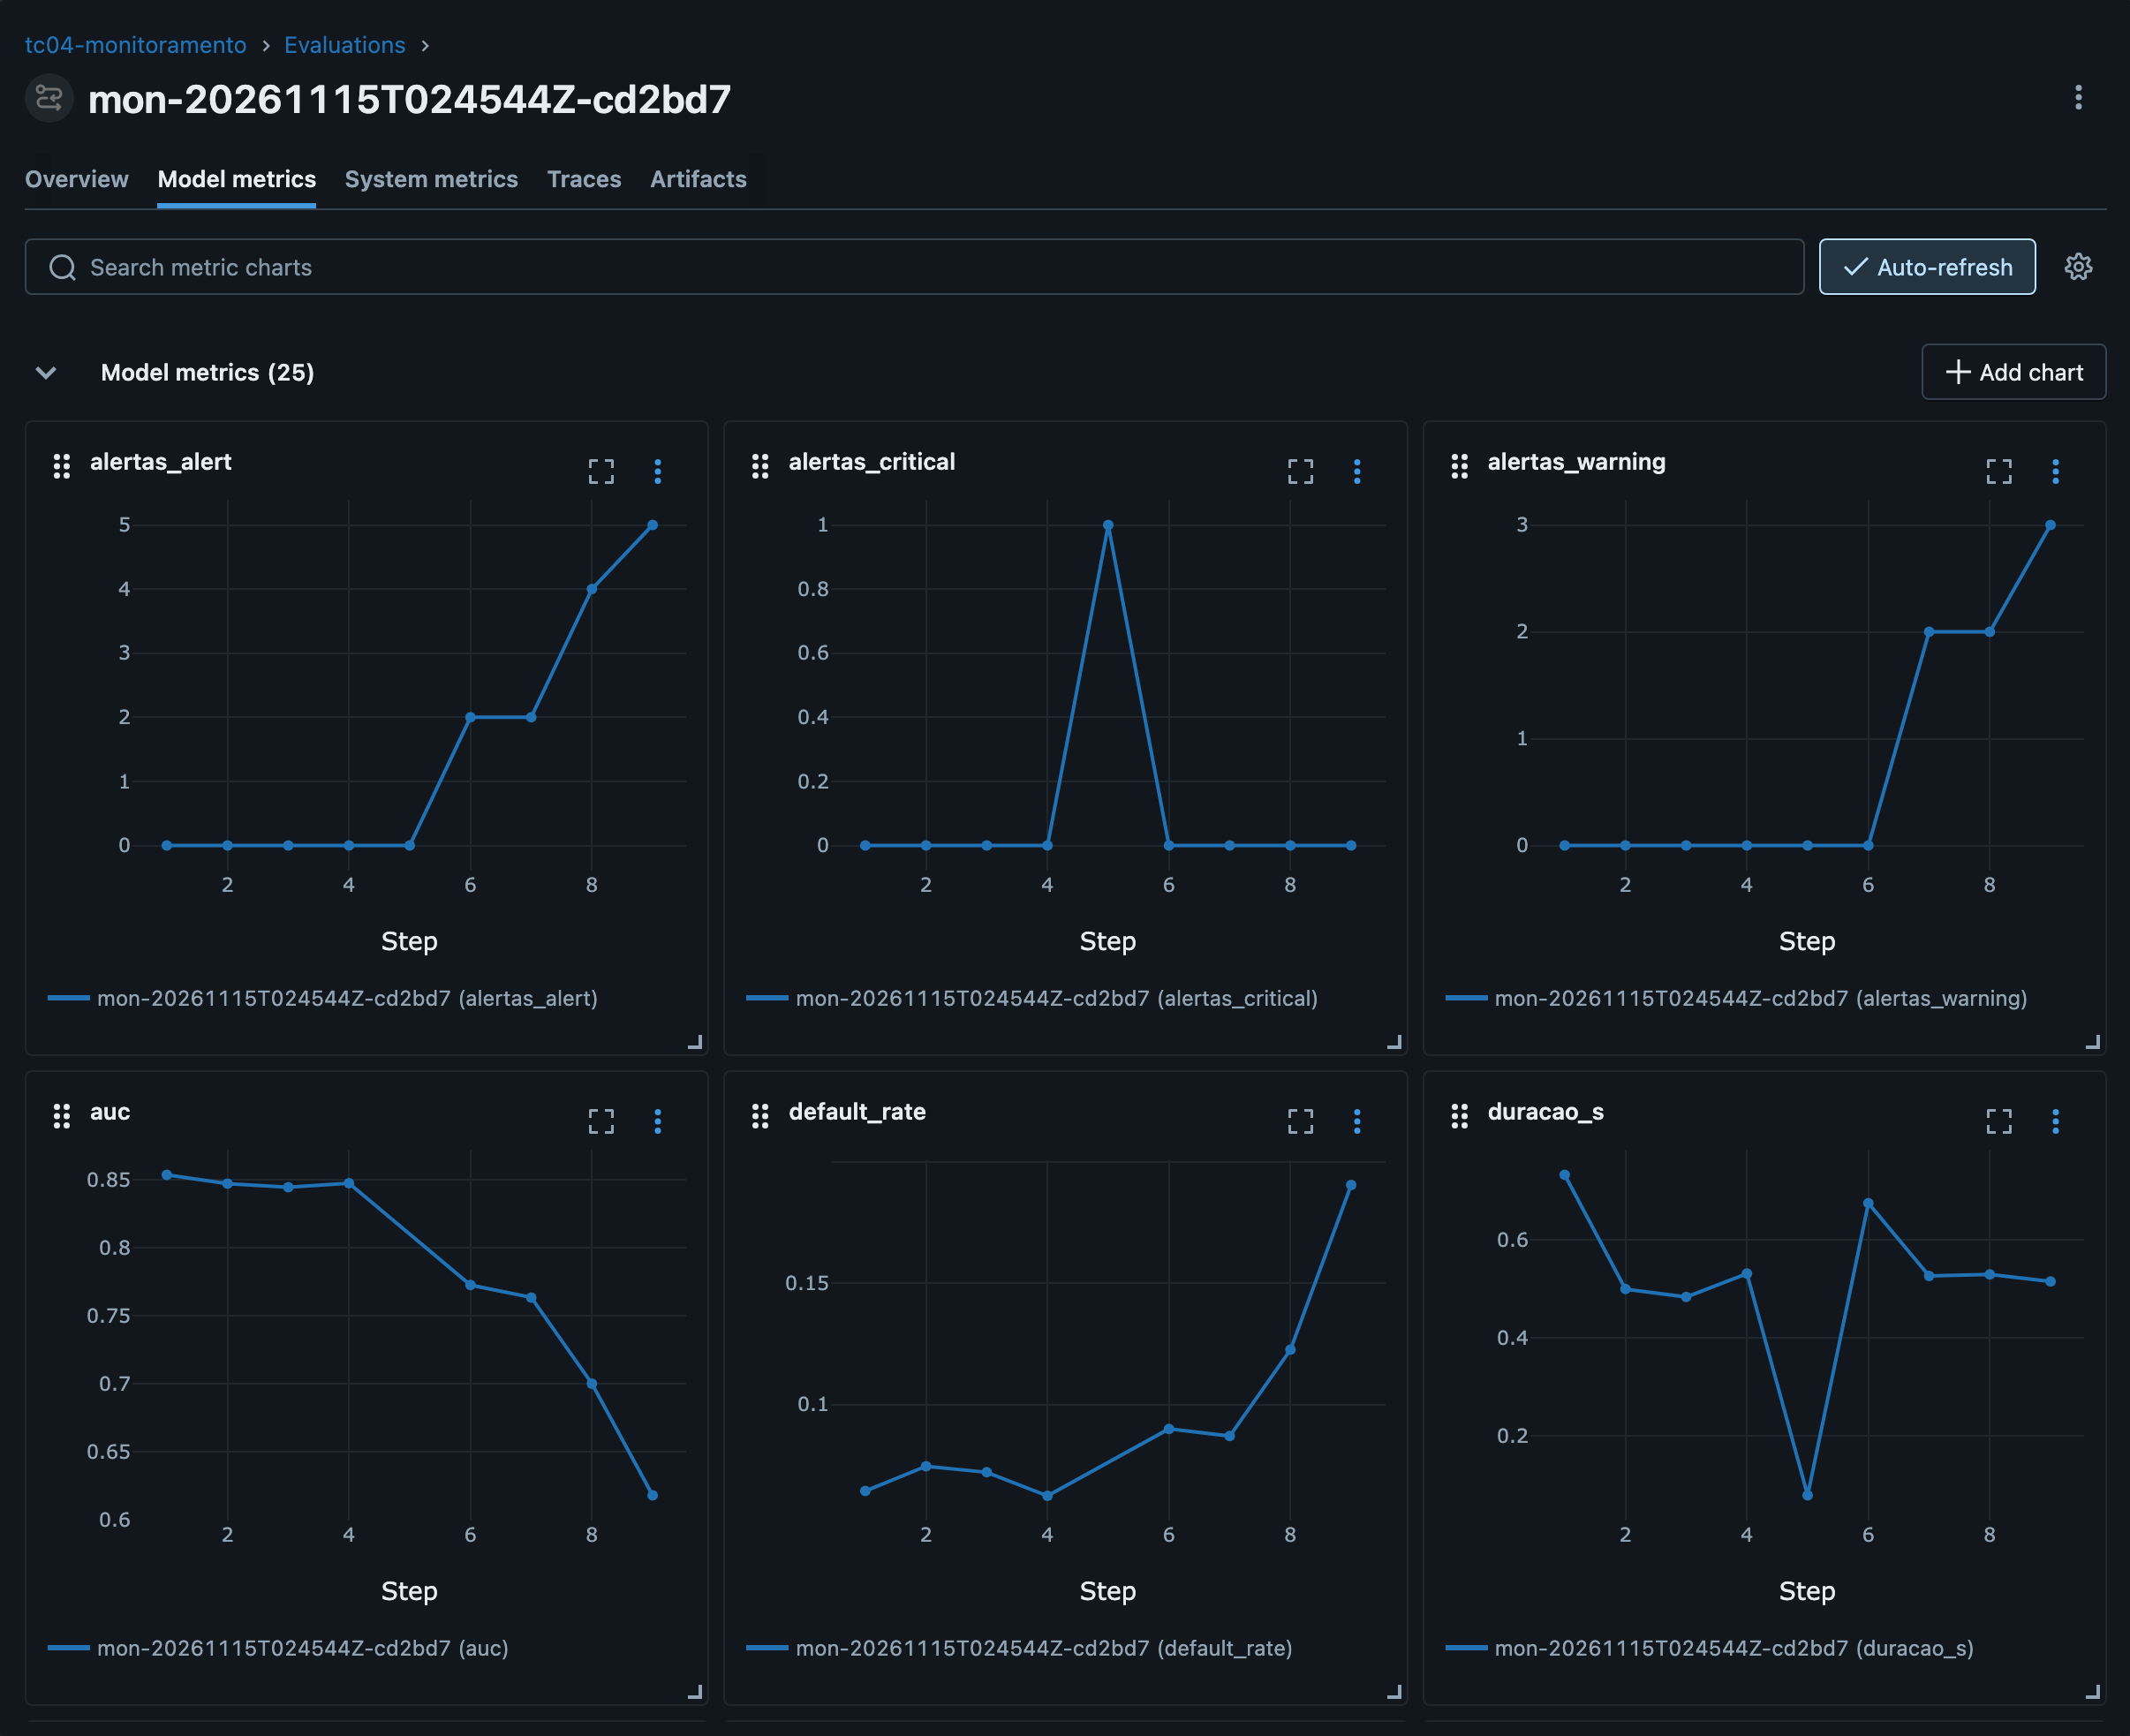 tc04-monitoramento > Evaluations >
mon-20261115T024544Z-cd2bd7
Overview Model metrics System metrics Traces Artifacts
Search metric charts
Auto-refresh
Model metrics (25)
+ Add chart
alertas_alert
5
4
3
2
1
0
2 4 6 8
Step
mon-20261115T024544Z-cd2bd7 (alertas_alert)
alertas_critical
1
0.8
0.6
0.4
0.2
0
2 4 6 8
Step
mon-20261115T024544Z-cd2bd7 (alertas_critical)
alertas_warning
3
2
1
0
2 4 6 8
Step
mon-20261115T024544Z-cd2bd7 (alertas_warning)
auc
0.85
0.8
0.75
0.7
0.65
0.6
2 4 6 8
Step
mon-20261115T024544Z-cd2bd7 (auc)
default_rate
0.15
0.1
2 4 6 8
Step
mon-20261115T024544Z-cd2bd7 (default_rate)
duracao_s
0.6
0.4
0.2
2 4 6 8
Step
mon-20261115T024544Z-cd2bd7 (duracao_s)